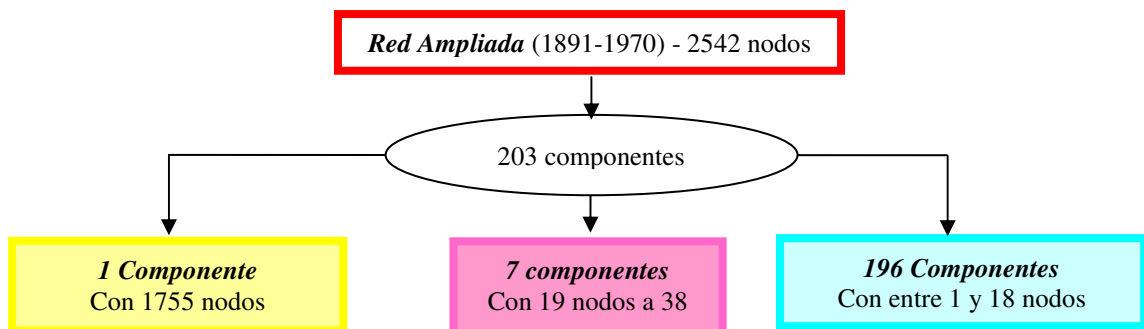 Red Ampliada (1891-1970) - 2542 nodos
203 componentes
1 Componente
Con 1755 nodos
7 componentes
Con 19 nodos a 38
196 Componentes
Con entre 1 y 18 nodos